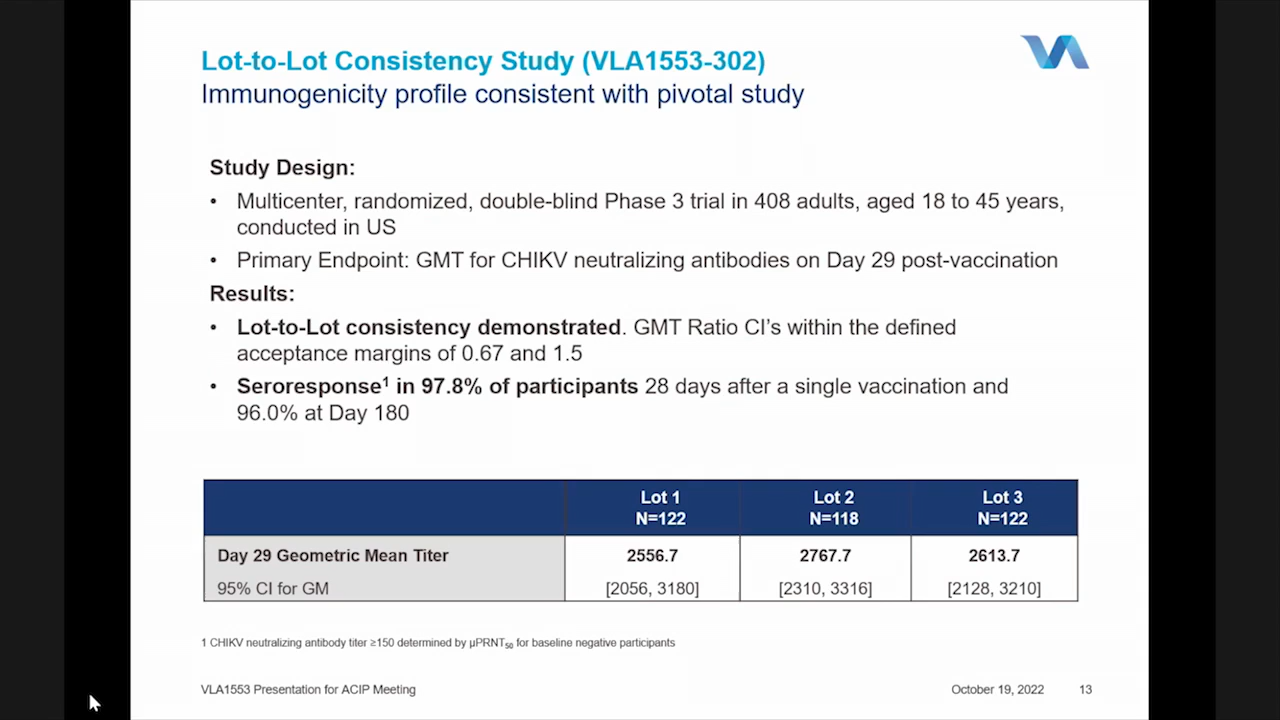 Lot-to-Lot Consistency Study (VLA1553-302)
Immunogenicity profile consistent with pivotal study
Study Design:
• Multicenter, randomized, double-blind Phase 3 trial in 408 adults, aged 18 to 45 years,
conducted in US
• Primary Endpoint: GMT for CHIKV neutralizing antibodies on Day 29 post-vaccination
Results:
• Lot-to-Lot consistency demonstrated. GMT Ratio CI's within the defined
acceptance margins of 0.67 and 1.5
• Seroresponse¹ in 97.8% of participants 28 days after a single vaccination and
96.0% at Day 180
Lot 1 Lot 2 Lot 3
N=122 N=118 N=122
Day 29 Geometric Mean Titer 2556.7 2767.7 2613.7
95% CI for GM [2056, 3180] [2310, 3316] [2128, 3210]
1 CHIKV neutralizing antibody titer ≥150 determined by μPRNT₅₀ for baseline negative participants
VLA1553 Presentation for ACIP Meeting October 19, 2022 13